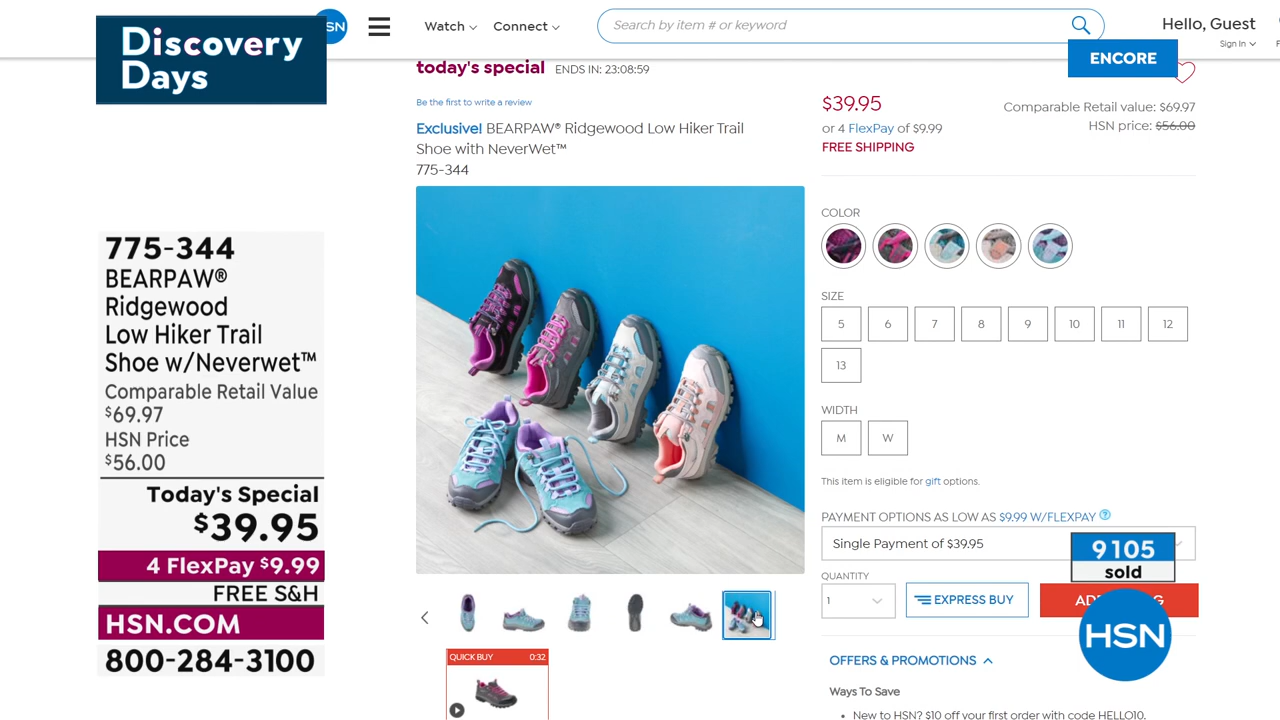 Discovery
Days
SN
Watch
Connect
Search by item # or keyword
Hello, Guest
Sign In
ENCORE
today's special ENDS IN: 23:08:59
Be the first to write a review
Exclusive! BEARPAW® Ridgewood Low Hiker Trail
Shoe with NeverWet™
775-344
$39.95
or 4 FlexPay of $9.99
FREE SHIPPING
Comparable Retail value: $69.97
HSN price: $56.00
COLOR
SIZE
5 6 7 8 9 10 11 12
13
WIDTH
M W
This item is eligible for gift options.
PAYMENT OPTIONS AS LOW AS $9.99 W/FLEXPAY ?
Single Payment of $39.95
QUANTITY
1
EXPRESS BUY
AD
G
9105
sold
HSN
OFFERS & PROMOTIONS
Ways To Save
• New to HSN? $10 off your first order with code HELLO10.
QUICK BUY 0:32
775-344
BEARPAW®
Ridgewood
Low Hiker Trail
Shoe w/Neverwet™
Comparable Retail Value
$69.97
HSN Price
$56.00
Today's Special
$39.95
4 FlexPay $9.99
FREE S&H
HSN.COM
800-284-3100